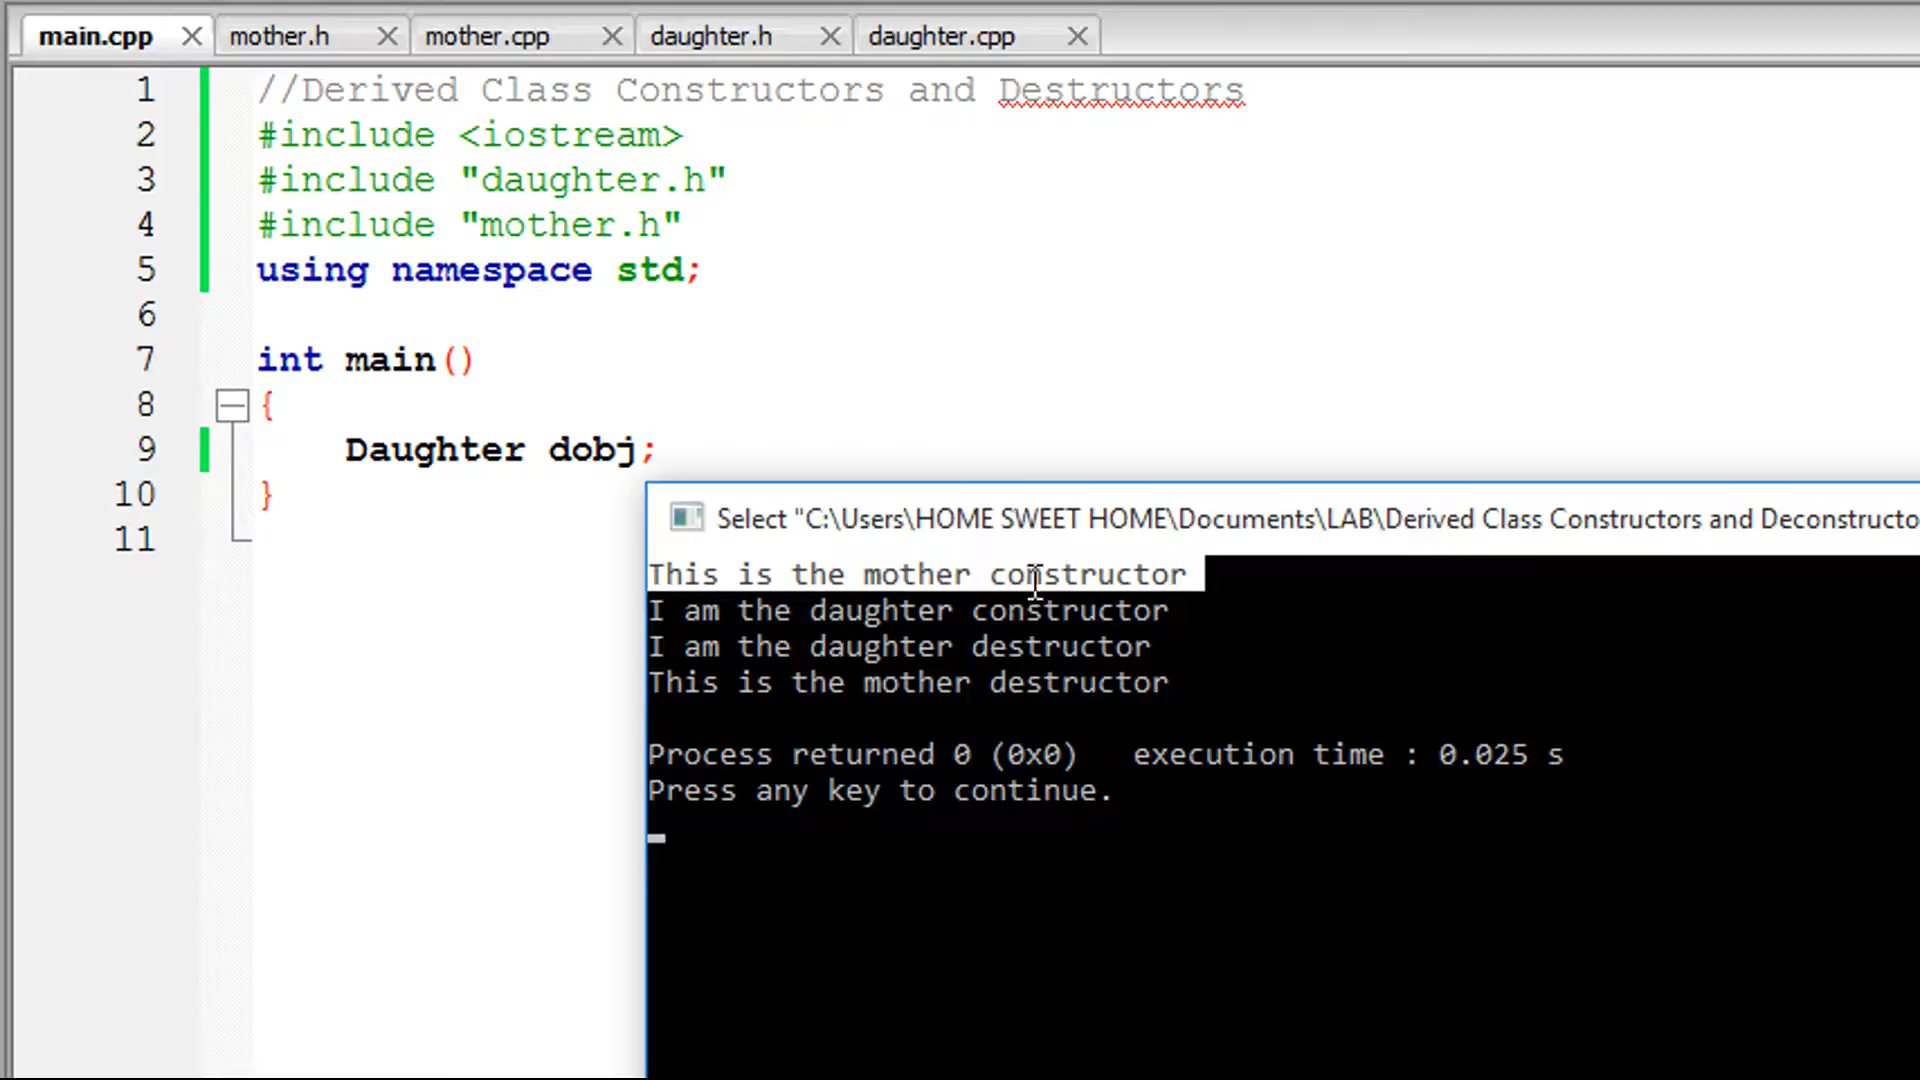 main.cpp mother.h mother.cpp daughter.h daughter.cpp
1 //Derived Class Constructors and Destructors
2 #include <iostream>
3 #include "daughter.h"
4 #include "mother.h"
5 using namespace std;
6
7 int main()
8 {
9 Daughter dobj;
10 }
11
Select "C:\Users\HOME SWEET HOME\Documents\LAB\Derived Class Constructors and Deconstructo
This is the mother constructor
I am the daughter constructor
I am the daughter destructor
This is the mother destructor
Process returned 0 (0x0) execution time : 0.025 s
Press any key to continue.